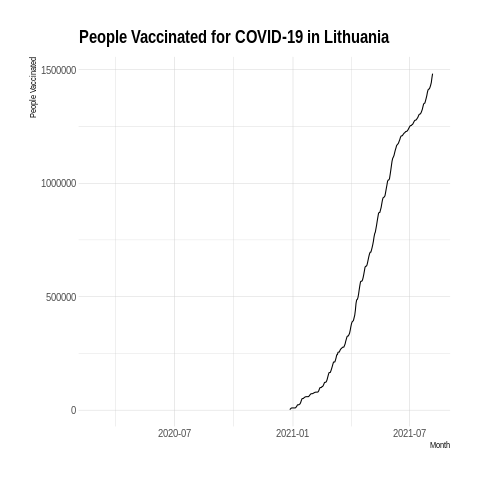 People Vaccinated for COVID-19 in Lithuania
People Vaccinated
1500000
1000000
500000
0
2020-07 2021-01 2021-07
Month